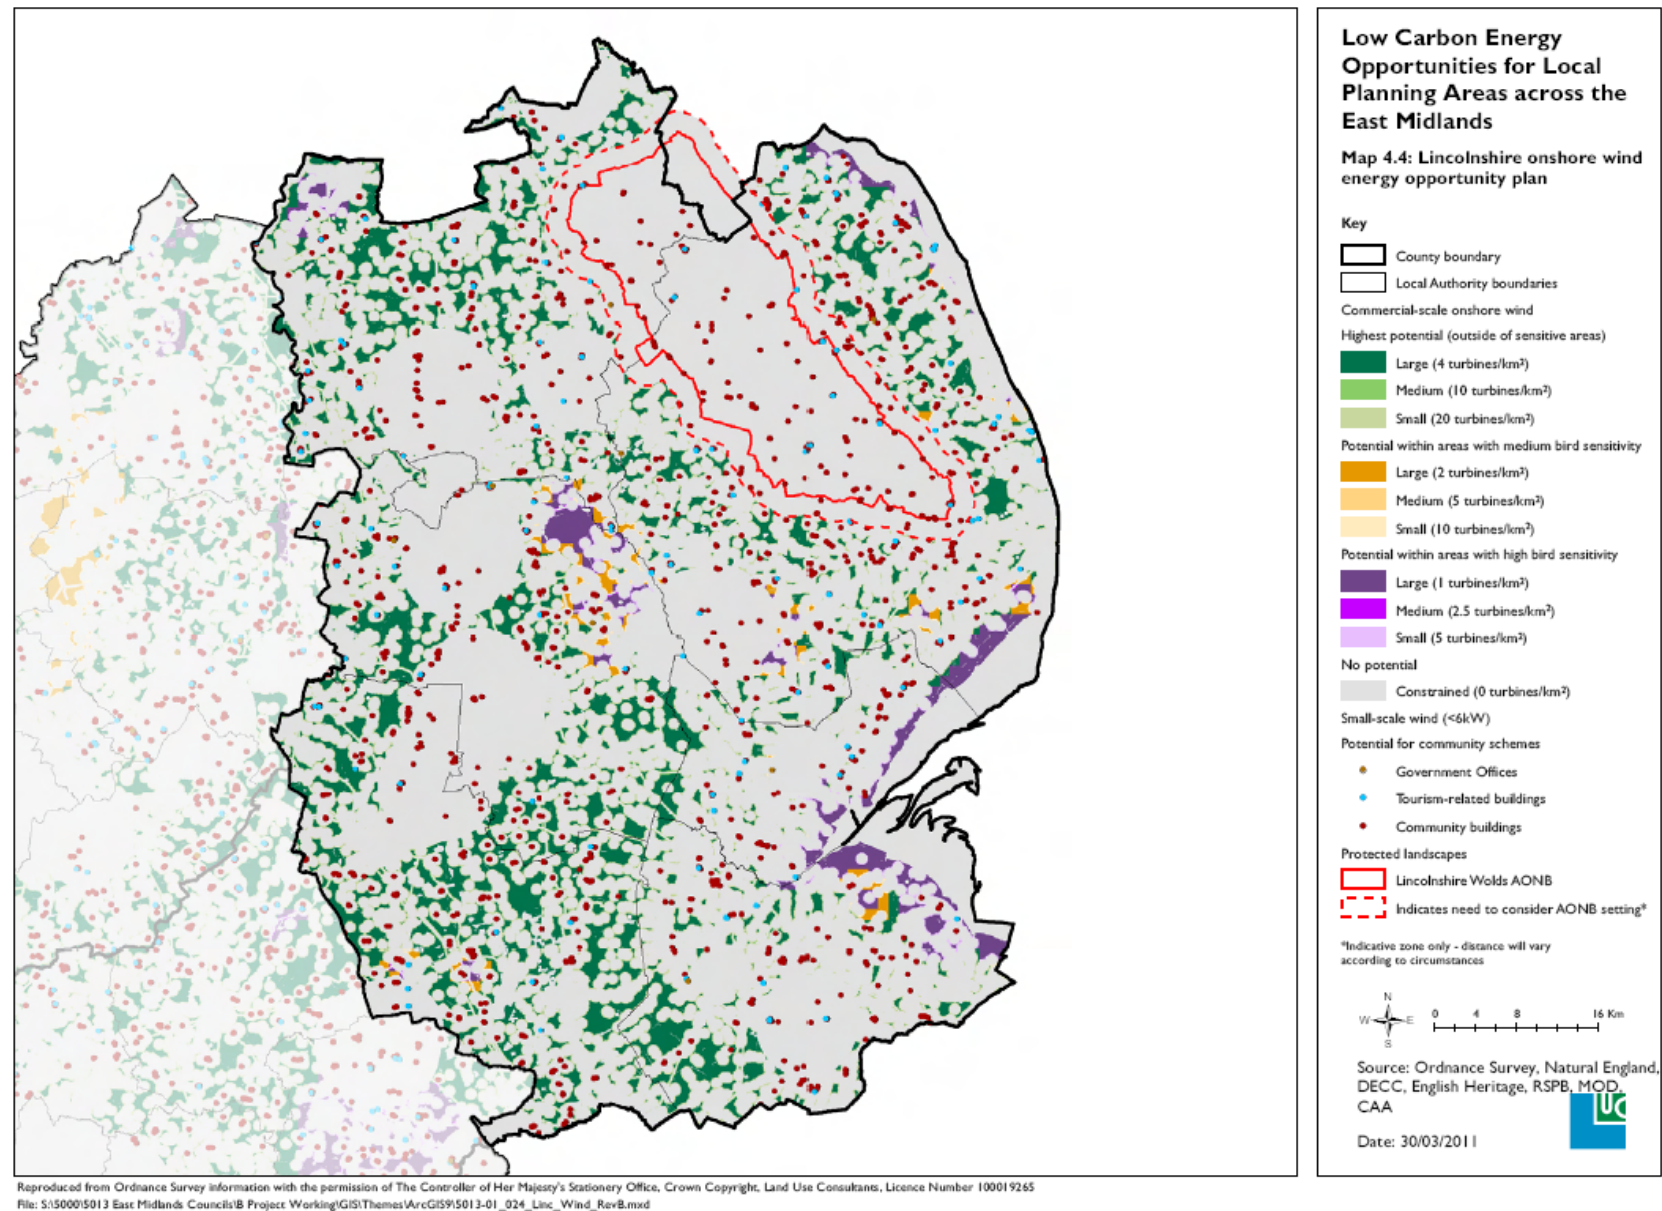 Low Carbon Energy
Opportunities for Local
Planning Areas across the
East Midlands
Map 4.4: Lincolnshire onshore wind
energy opportunity plan
Key
County boundary
Local Authority boundaries
Commercial-scale onshore wind
Highest potential (outside of sensitive areas)
Large (4 turbines/km²)
Medium (10 turbines/km²)
Small (20 turbines/km²)
Potential within areas with medium bird sensitivity
Large (2 turbines/km²)
Medium (5 turbines/km²)
Small (10 turbines/km²)
Potential within areas with high bird sensitivity
Large (1 turbines/km²)
Medium (2.5 turbines/km²)
Small (5 turbines/km²)
No potential
Constrained (0 turbines/km²)
Small-scale wind (<6kW)
Potential for community schemes
Government Offices
Tourism-related buildings
Community buildings
Protected landscapes
Lincolnshire Wolds AONB
Indicates need to consider AONB setting*
*Indicative zone only - distance will vary
according to circumstances
N
W E
S
0 4 8 16 Km
Source: Ordnance Survey, Natural England,
DECC, English Heritage, RSPB, MOD,
CAA
Date: 30/03/2011
Reproduced from Ordnance Survey information with the permission of The Controller of Her Majesty's Stationery Office, Crown Copyright, Land Use Consultants, Licence Number 100019265
File: S:\5000\5013 East Midlands Councils\B Project Working\GIS\Themes\ArcGIS9\5013-01_024_Linc_Wind_RevB.mxd